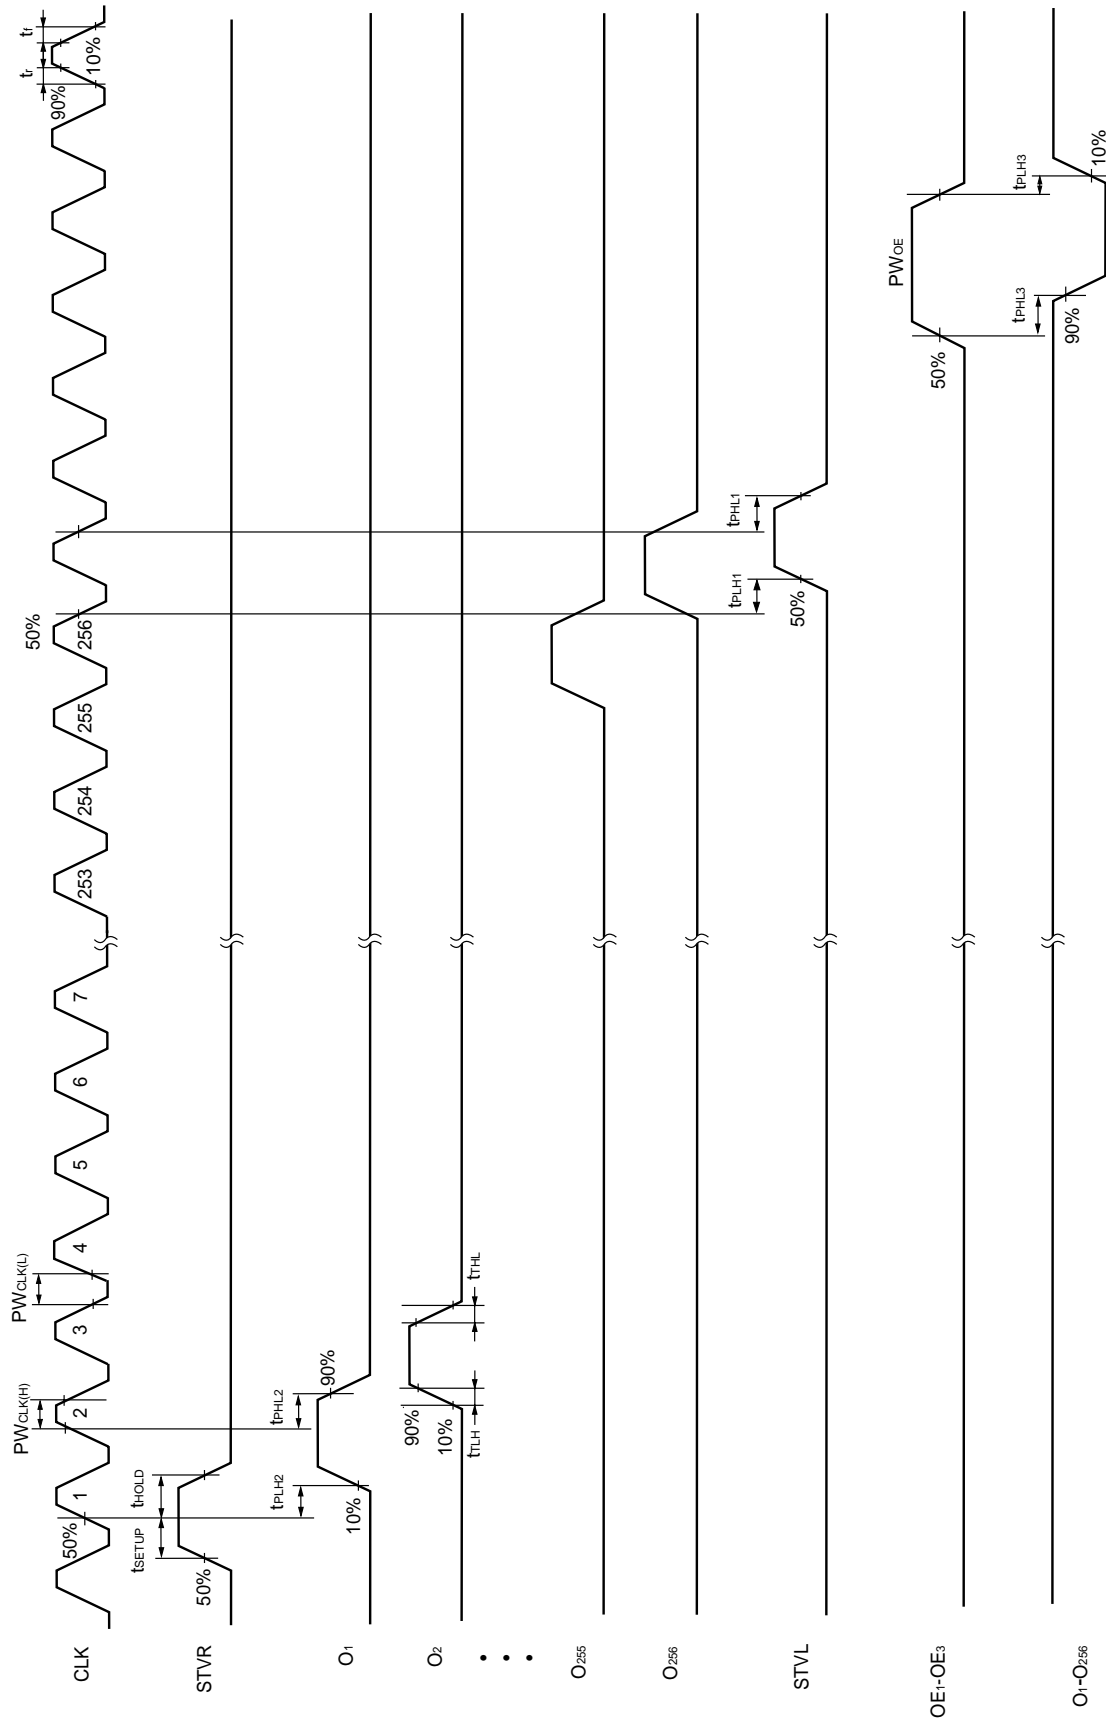 CLK
50%
1
PWCLK(H)
2
3
PWCLK(L)
4
5
6
7
253
254
255
256
50%
90%
tr
10%
tf
STVR
50%
tSETUP
tHOLD
O1
10%
tPLH2
tPHL2
90%
O2
90%
10%
tTLH
tTHL
O255
O256
STVL
50%
tPLH1
tPHL1
OE1-OE3
50%
PWOE
O1-O256
90%
tPHL3
tPLH3
10%